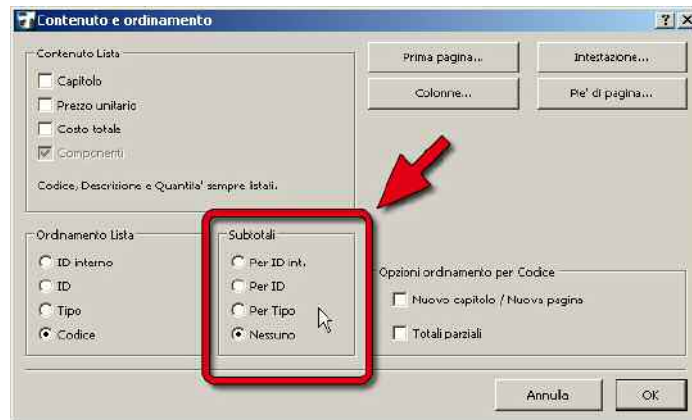 Contenuto e ordinamento
Contenuto Lista
Capitolo
Prezzo unitario
Costo totale
Componenti
Codice, Descrizione e Quantita' sempre listati.
Prima pagina...
Intestazione...
Colonne...
Pie' di pagina...
Ordinamento Lista
ID interno
ID
Tipo
Codice
Subtotali
Per ID int.
Per ID
Per Tipo
Nessuno
Opzioni ordinamento per Codice
Nuovo capitolo / Nuova pagina
Totali parziali
Annulla
OK